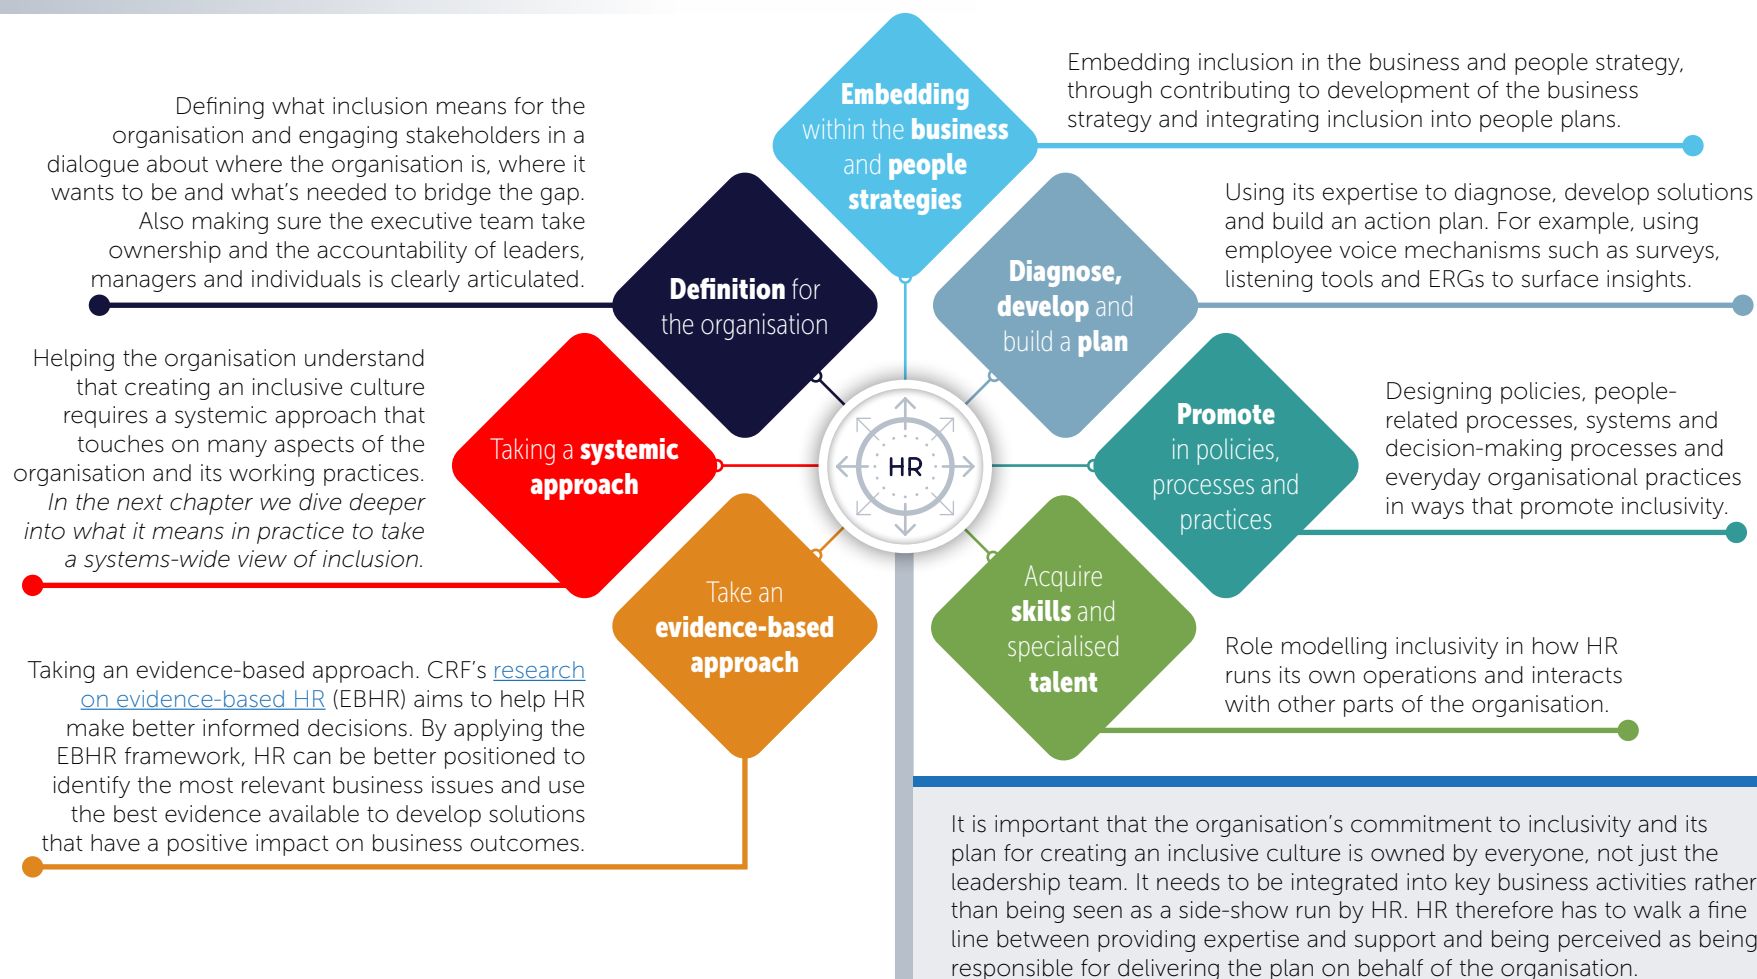 Embedding
within the business
and people
strategies
Embedding inclusion in the business and people strategy,
through contributing to development of the business
strategy and integrating inclusion into people plans.
Defining what inclusion means for the
organisation and engaging stakeholders in a
dialogue about where the organisation is, where it
wants to be and what's needed to bridge the gap.
Also making sure the executive team take
ownership and the accountability of leaders,
managers and individuals is clearly articulated.
Definition for
the organisation
Diagnose,
develop and
build a plan
Using its expertise to diagnose, develop solutions
and build an action plan. For example, using
employee voice mechanisms such as surveys,
listening tools and ERGs to surface insights.
Helping the organisation understand
that creating an inclusive culture
requires a systemic approach that
touches on many aspects of the
organisation and its working practices.
In the next chapter we dive deeper
into what it means in practice to take
a systems-wide view of inclusion.
Taking a systemic
approach
HR
Promote
in policies,
processes and
practices
Designing policies, people-
related processes, systems and
decision-making processes and
everyday organisational practices
in ways that promote inclusivity.
Take an
evidence-based
approach
Taking an evidence-based approach. CRF's research
on evidence-based HR (EBHR) aims to help HR
make better informed decisions. By applying the
EBHR framework, HR can be better positioned to
identify the most relevant business issues and use
the best evidence available to develop solutions
that have a positive impact on business outcomes.
Acquire
skills and
specialised
talent
Role modelling inclusivity in how HR
runs its own operations and interacts
with other parts of the organisation.
It is important that the organisation's commitment to inclusivity and its
plan for creating an inclusive culture is owned by everyone, not just the
leadership team. It needs to be integrated into key business activities rather
than being seen as a side-show run by HR. HR therefore has to walk a fine
line between providing expertise and support and being perceived as being
responsible for delivering the plan on behalf of the organisation.